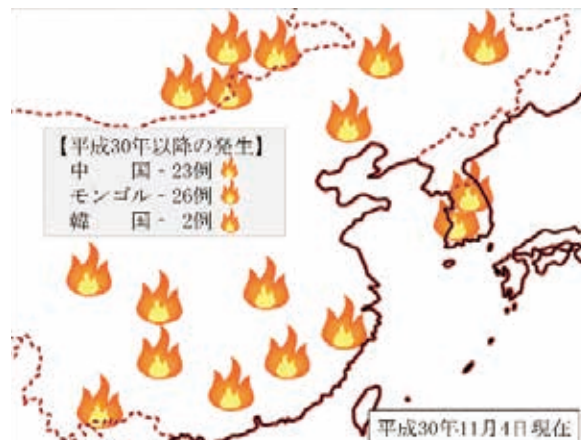 【平成30年以降の発生】
中　　国 - 23例
モンゴル - 26例
韓　　国 -  2例
平成30年11月4日現在